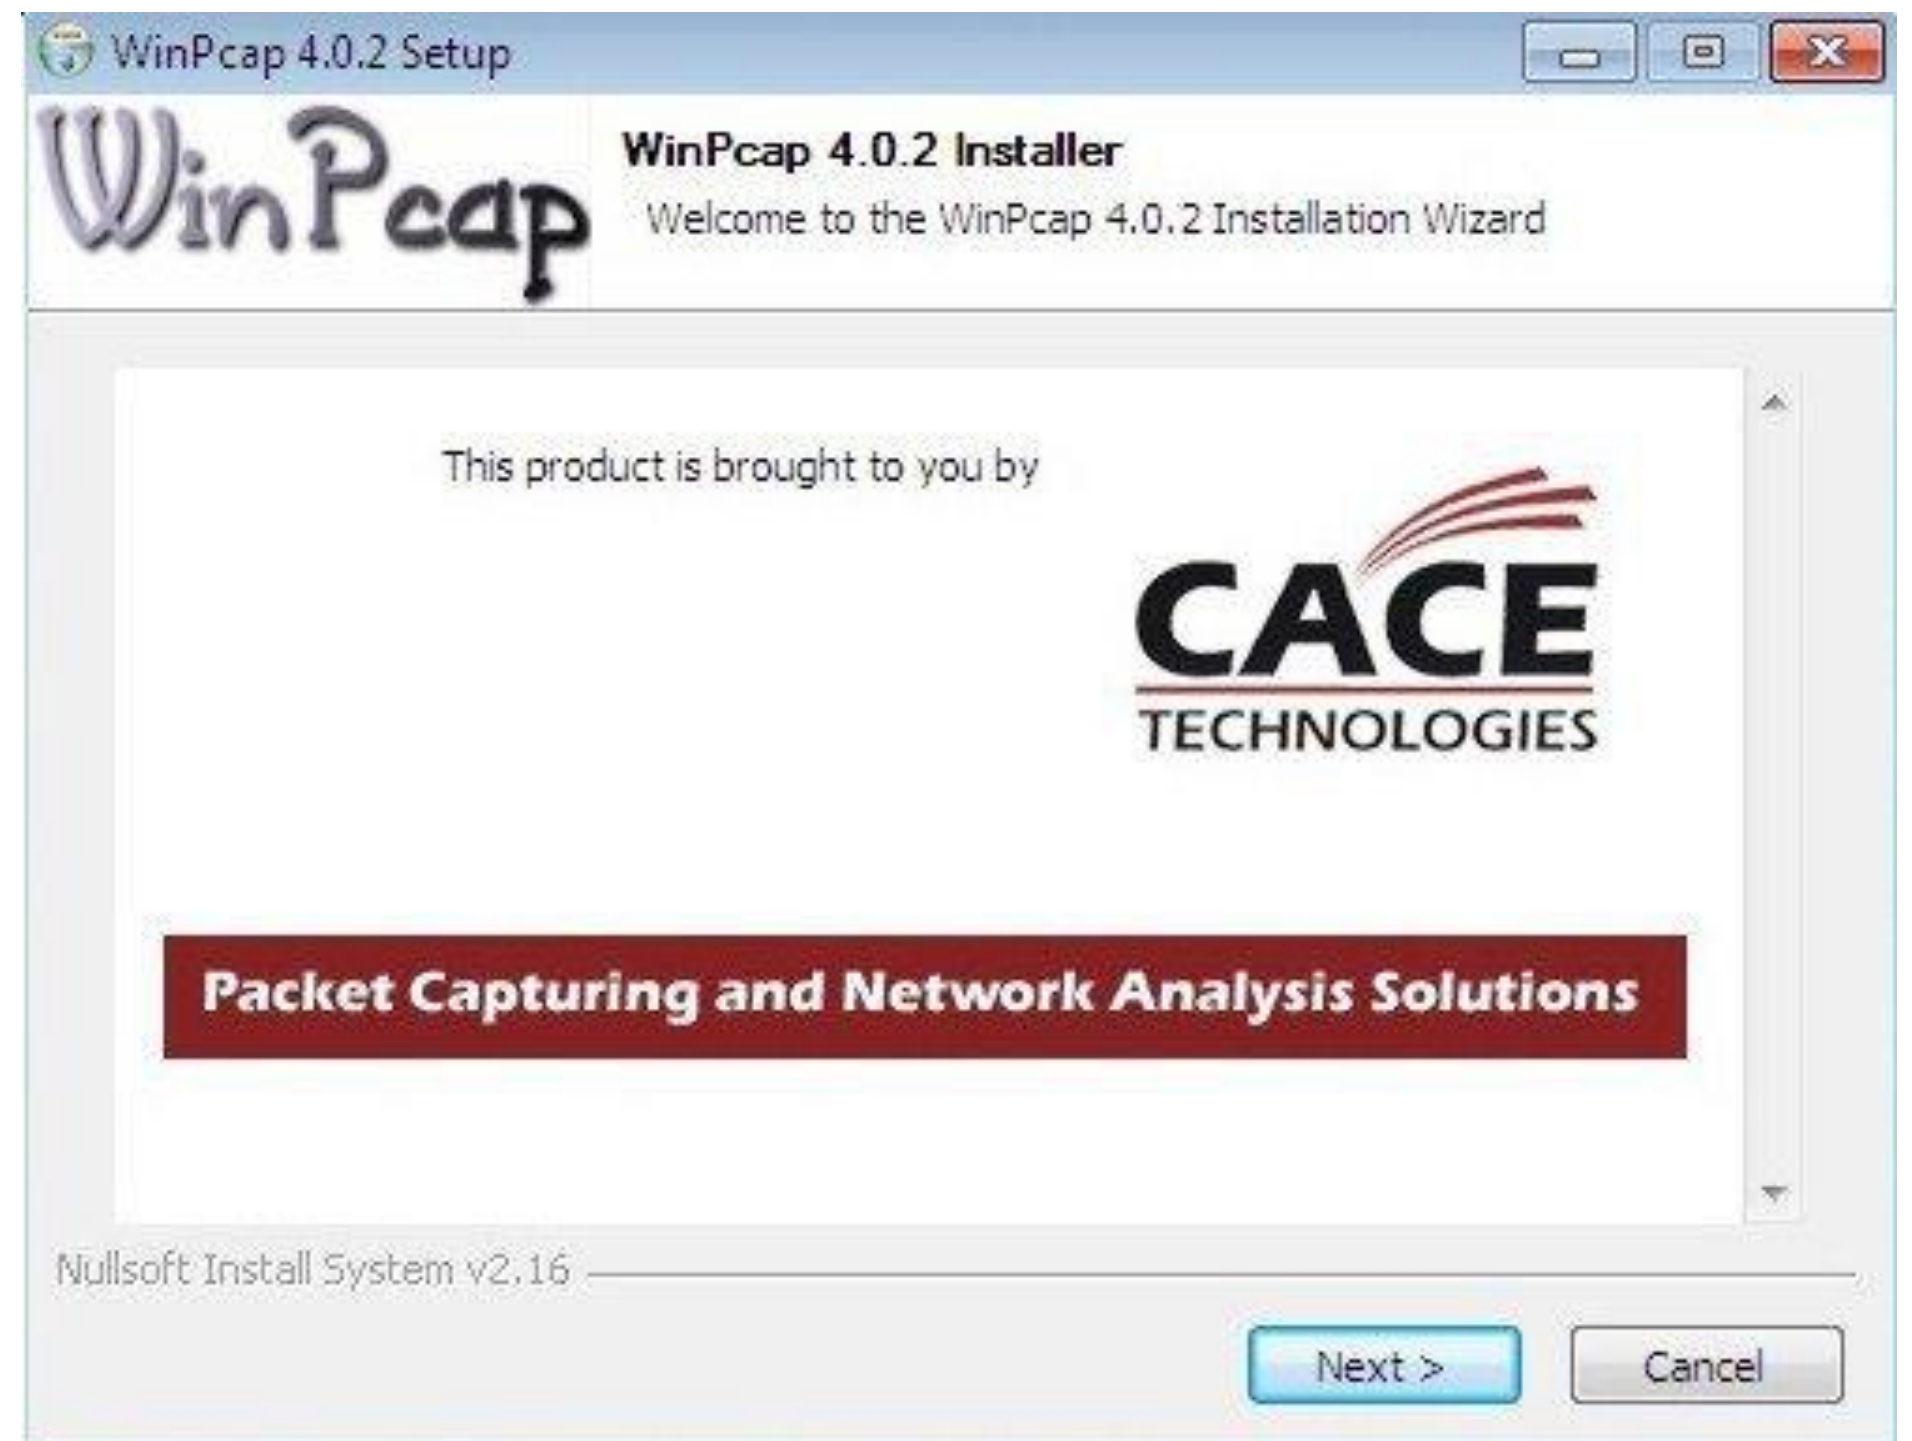 WinPcap 4.0.2 Setup
WinPcap
WinPcap 4.0.2 Installer
Welcome to the WinPcap 4.0.2 Installation Wizard
This product is brought to you by
CACE
TECHNOLOGIES
Packet Capturing and Network Analysis Solutions
Nullsoft Install System v2.16
Next >
Cancel